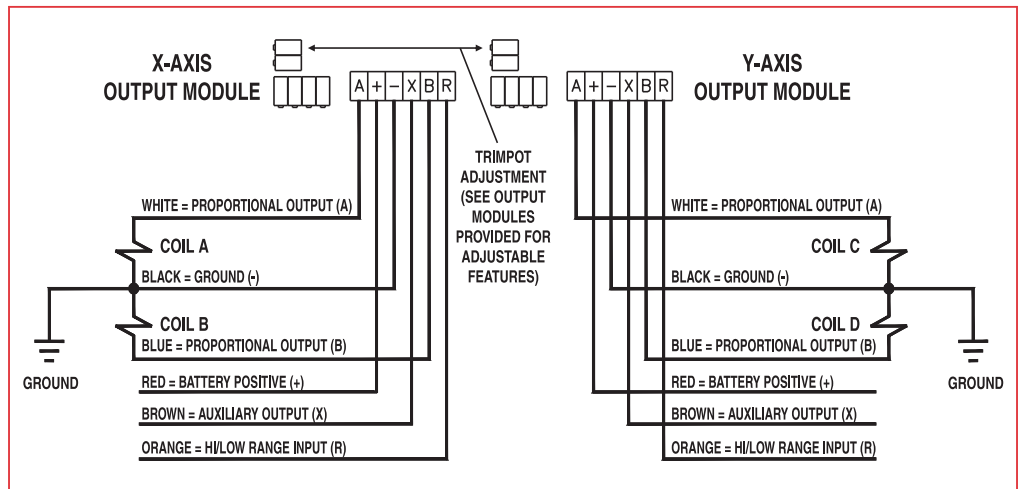 X-AXIS
OUTPUT MODULE
A + - X B R
A + - X B R
Y-AXIS
OUTPUT MODULE
TRIMPOT
ADJUSTMENT
(SEE OUTPUT
MODULES
PROVIDED FOR
ADJUSTABLE
FEATURES)
WHITE = PROPORTIONAL OUTPUT (A)
COIL A
BLACK = GROUND (-)
COIL B
BLUE = PROPORTIONAL OUTPUT (B)
GROUND
RED = BATTERY POSITIVE (+)
BROWN = AUXILIARY OUTPUT (X)
ORANGE = HI/LOW RANGE INPUT (R)
WHITE = PROPORTIONAL OUTPUT (A)
COIL C
BLACK = GROUND (-)
COIL D
BLUE = PROPORTIONAL OUTPUT (B)
RED = BATTERY POSITIVE (+)
GROUND
BROWN = AUXILIARY OUTPUT (X)
ORANGE = HI/LOW RANGE INPUT (R)